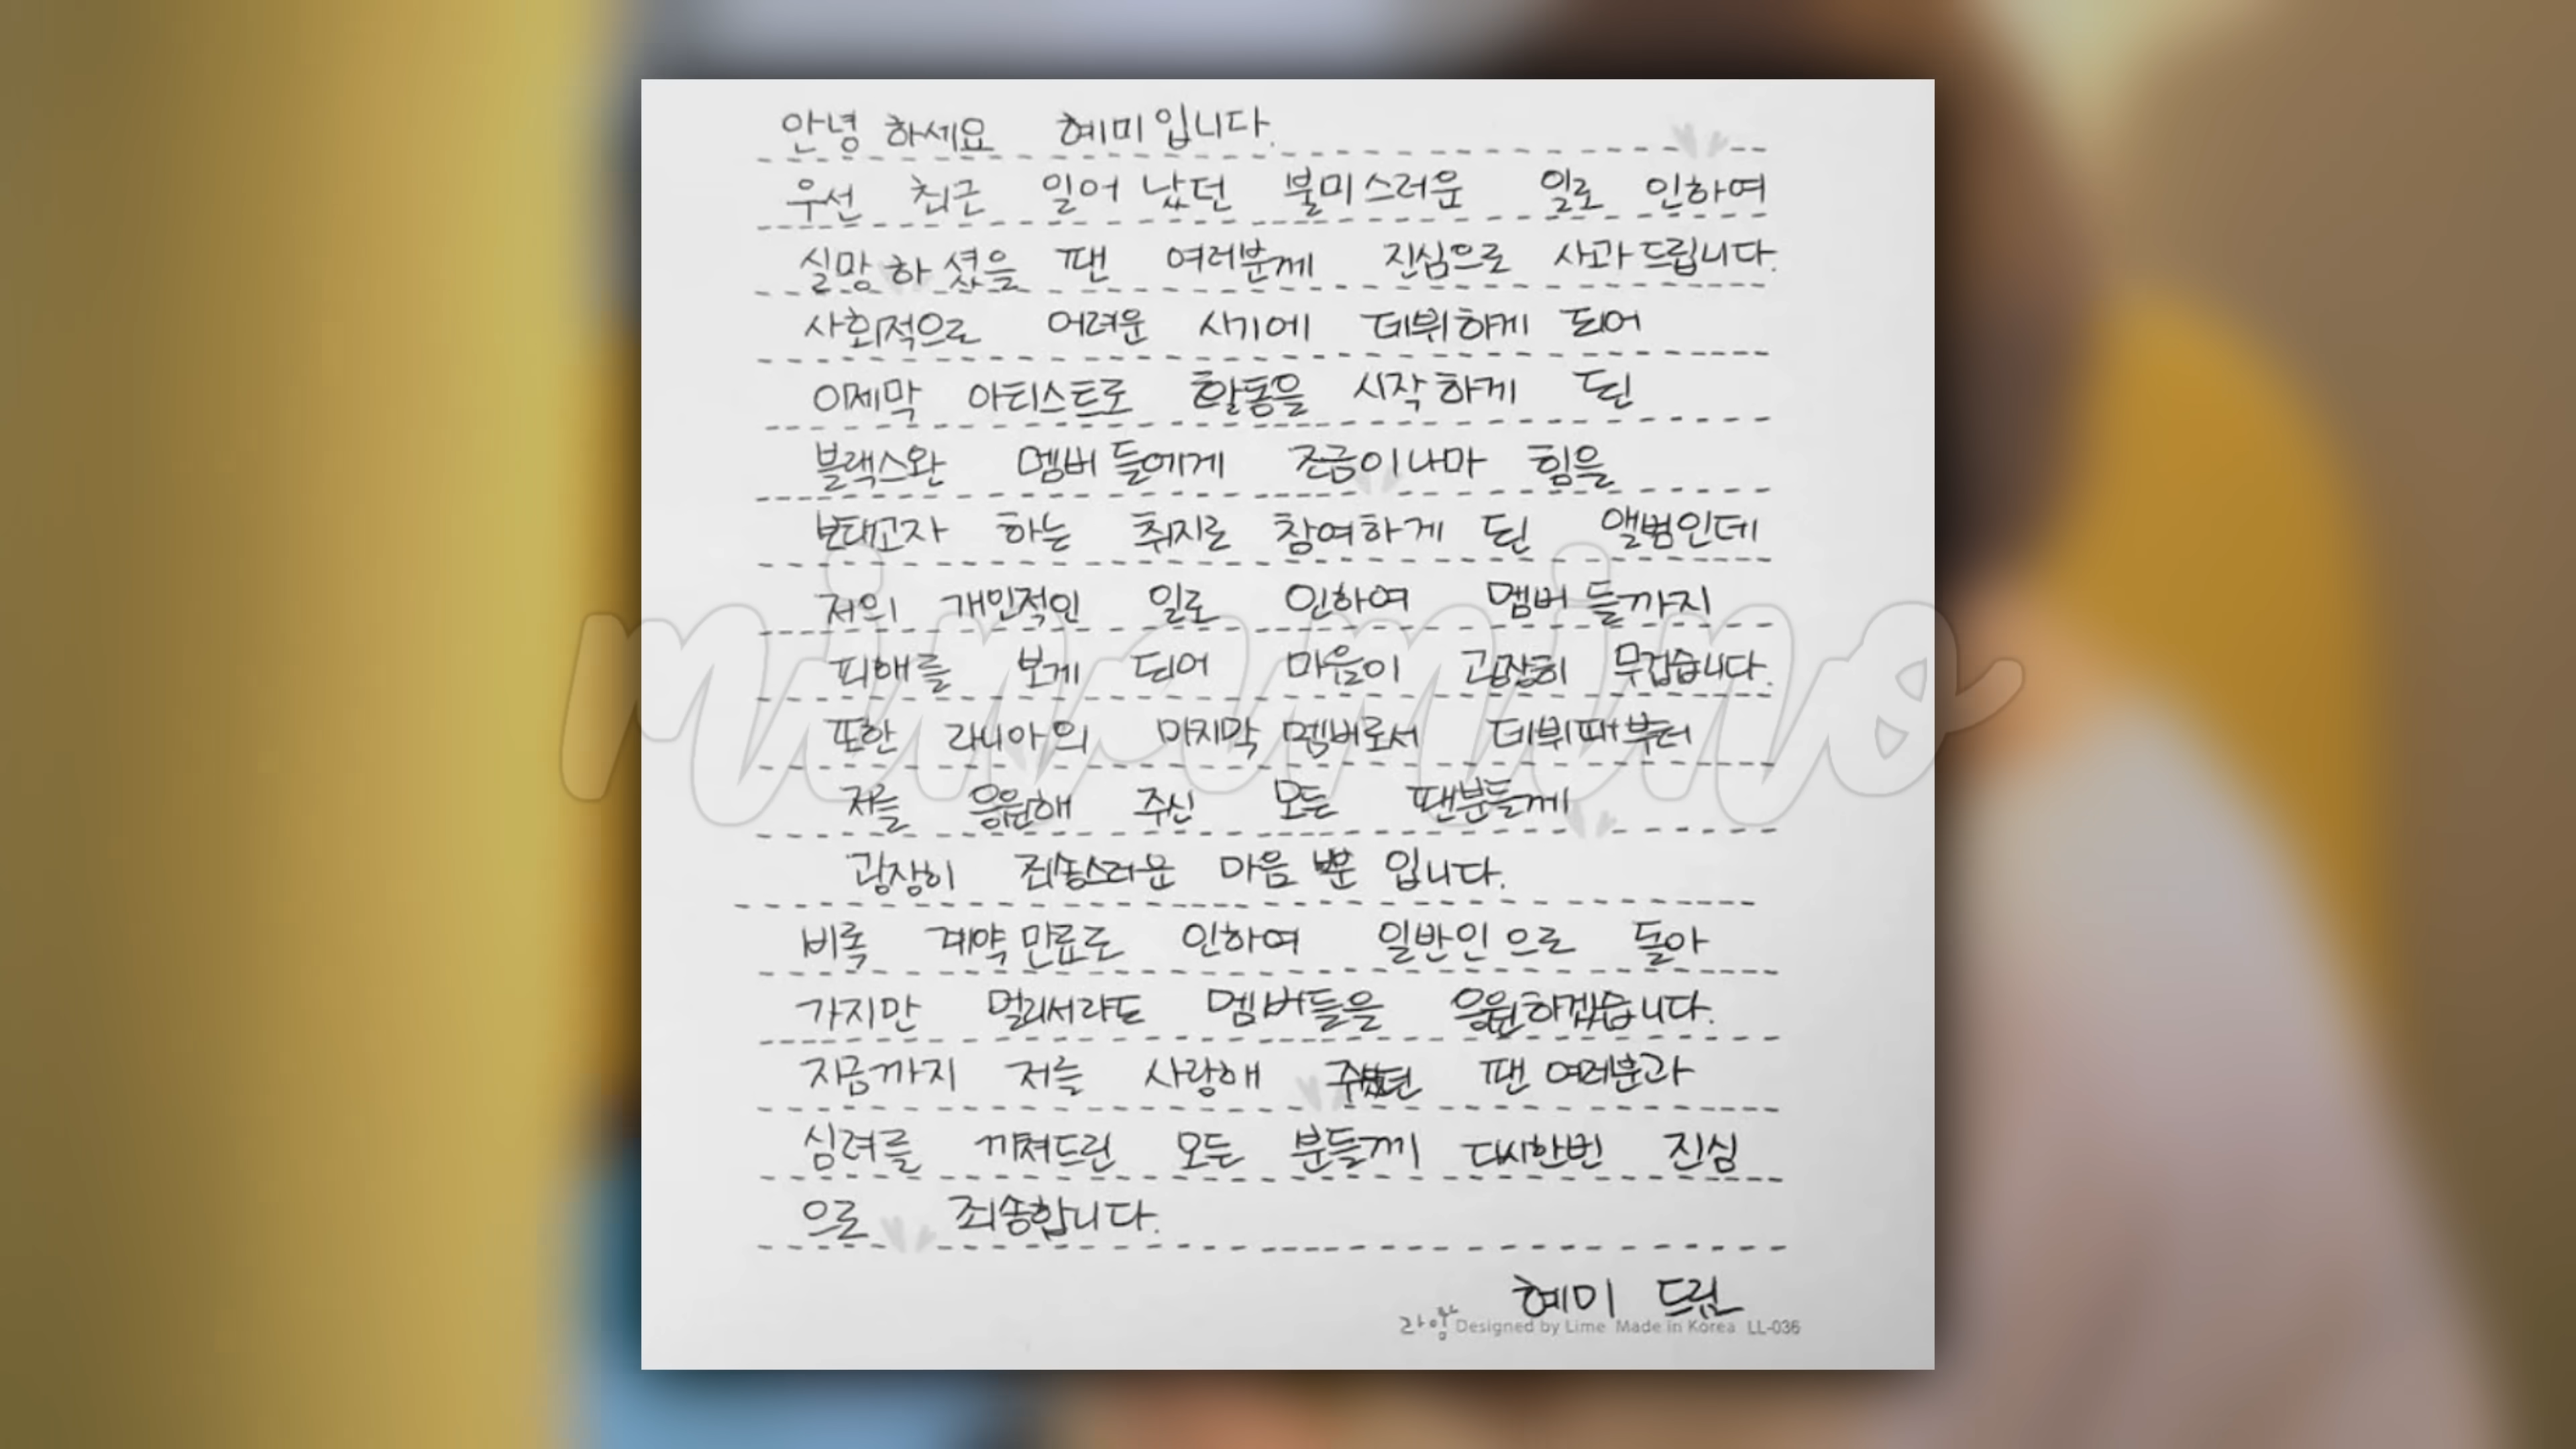 안녕 하세요 혜미입니다.
우선 최근 일어 났던 불미스러운 일로 인하여
실망하 셨을 팬 여러분께 진심으로 사과드립니다.
사회적으로 어려운 시기에 데뷔하게 되어
이제막 아티스트로 활동을 시작하게 된
블랙스완 멤버들에게 조금이나마 힘을
보태고자 하는 취지로 참여하게 된 앨범인데
저의 개인적인 일로 인하여 멤버들까지
피해를 보게 되어 마음이 굉장히 무겁습니다.
또한 라니아의 마지막 멤버로서 데뷔때부터
저를 응원해 주신 모든 팬분들께
굉장히 죄송스러운 마음 뿐 입니다.
비록 계약만료로 인하여 일반인으로 돌아
가지만 멀리서라도 멤버들을 응원하겠습니다.
지금까지 저를 사랑해 팬 여러분과
심려를 끼쳐드린 모든 분들께 다시한번 진심
으로 죄송합니다.
혜미 드림
라임 Designed by Lime Made in Korea LL-036
minamino